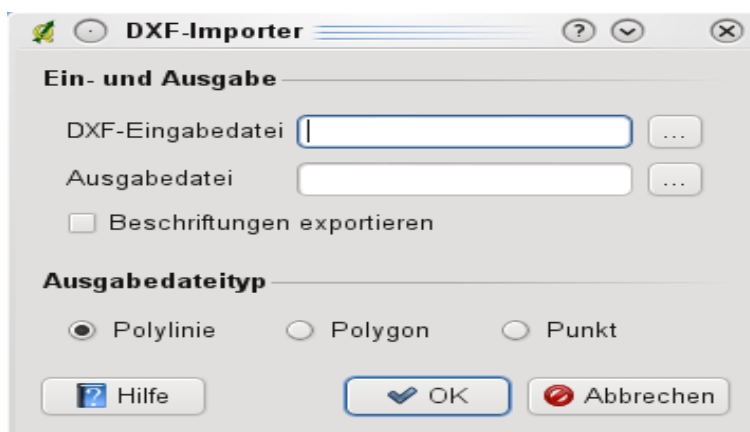 DXF-Importer
Ein- und Ausgabe
DXF-Eingabedatei ...
Ausgabedatei ...
Beschriftungen exportieren
Ausgabedateityp
Polylinie Polygon Punkt
Hilfe OK Abbrechen